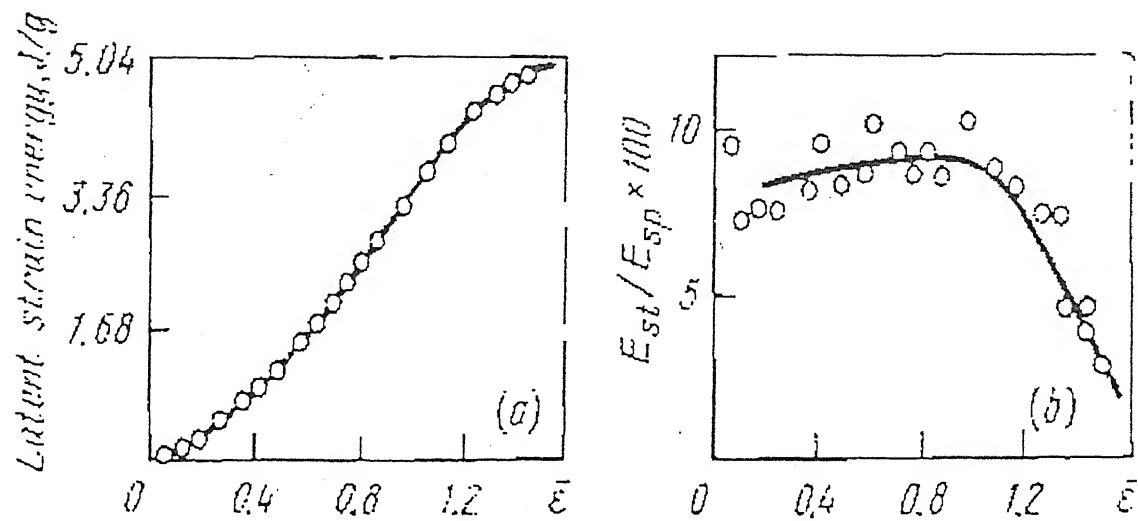 Latent strain energy, J/g
5.04
3.36
1.68
(a)
0 0.4 0.8 1.2 ε
E_st / E_sp × 100
10
5
(b)
0 0.4 0.8 1.2 ε